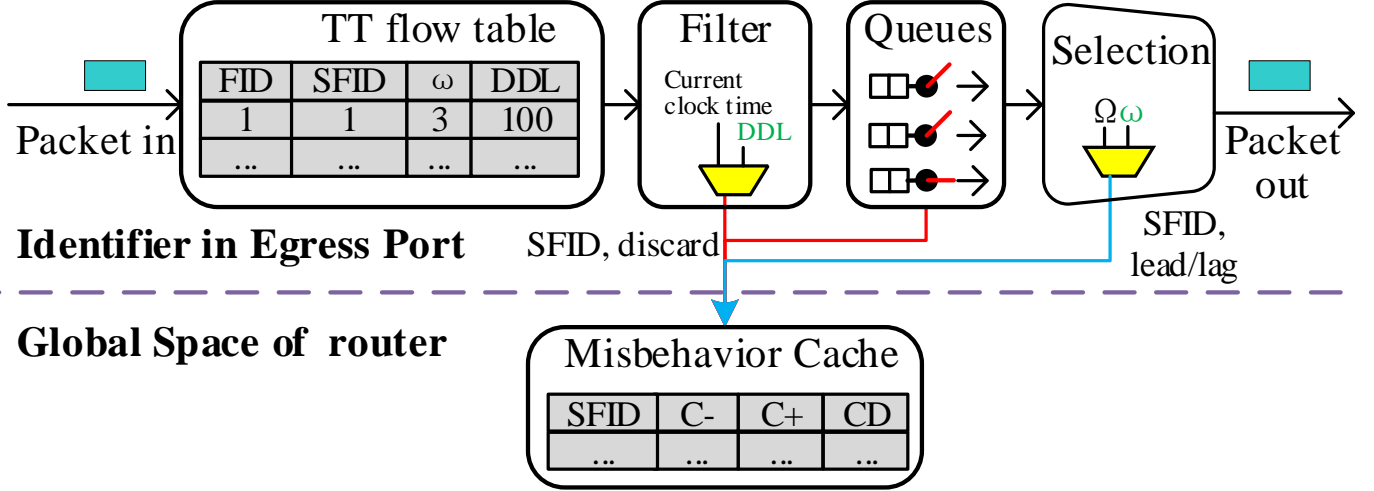 TT flow table
FID SFID ω DDL
1 1 3 100
... ... ... ...
Packet in
Filter
Current
clock time
DDL
Queues
Selection
Ω ω
Packet
out
Identifier in Egress Port
SFID, discard
SFID,
lead/lag
Global Space of router
Misbehavior Cache
SFID C- C+ CD
... ... ... ...